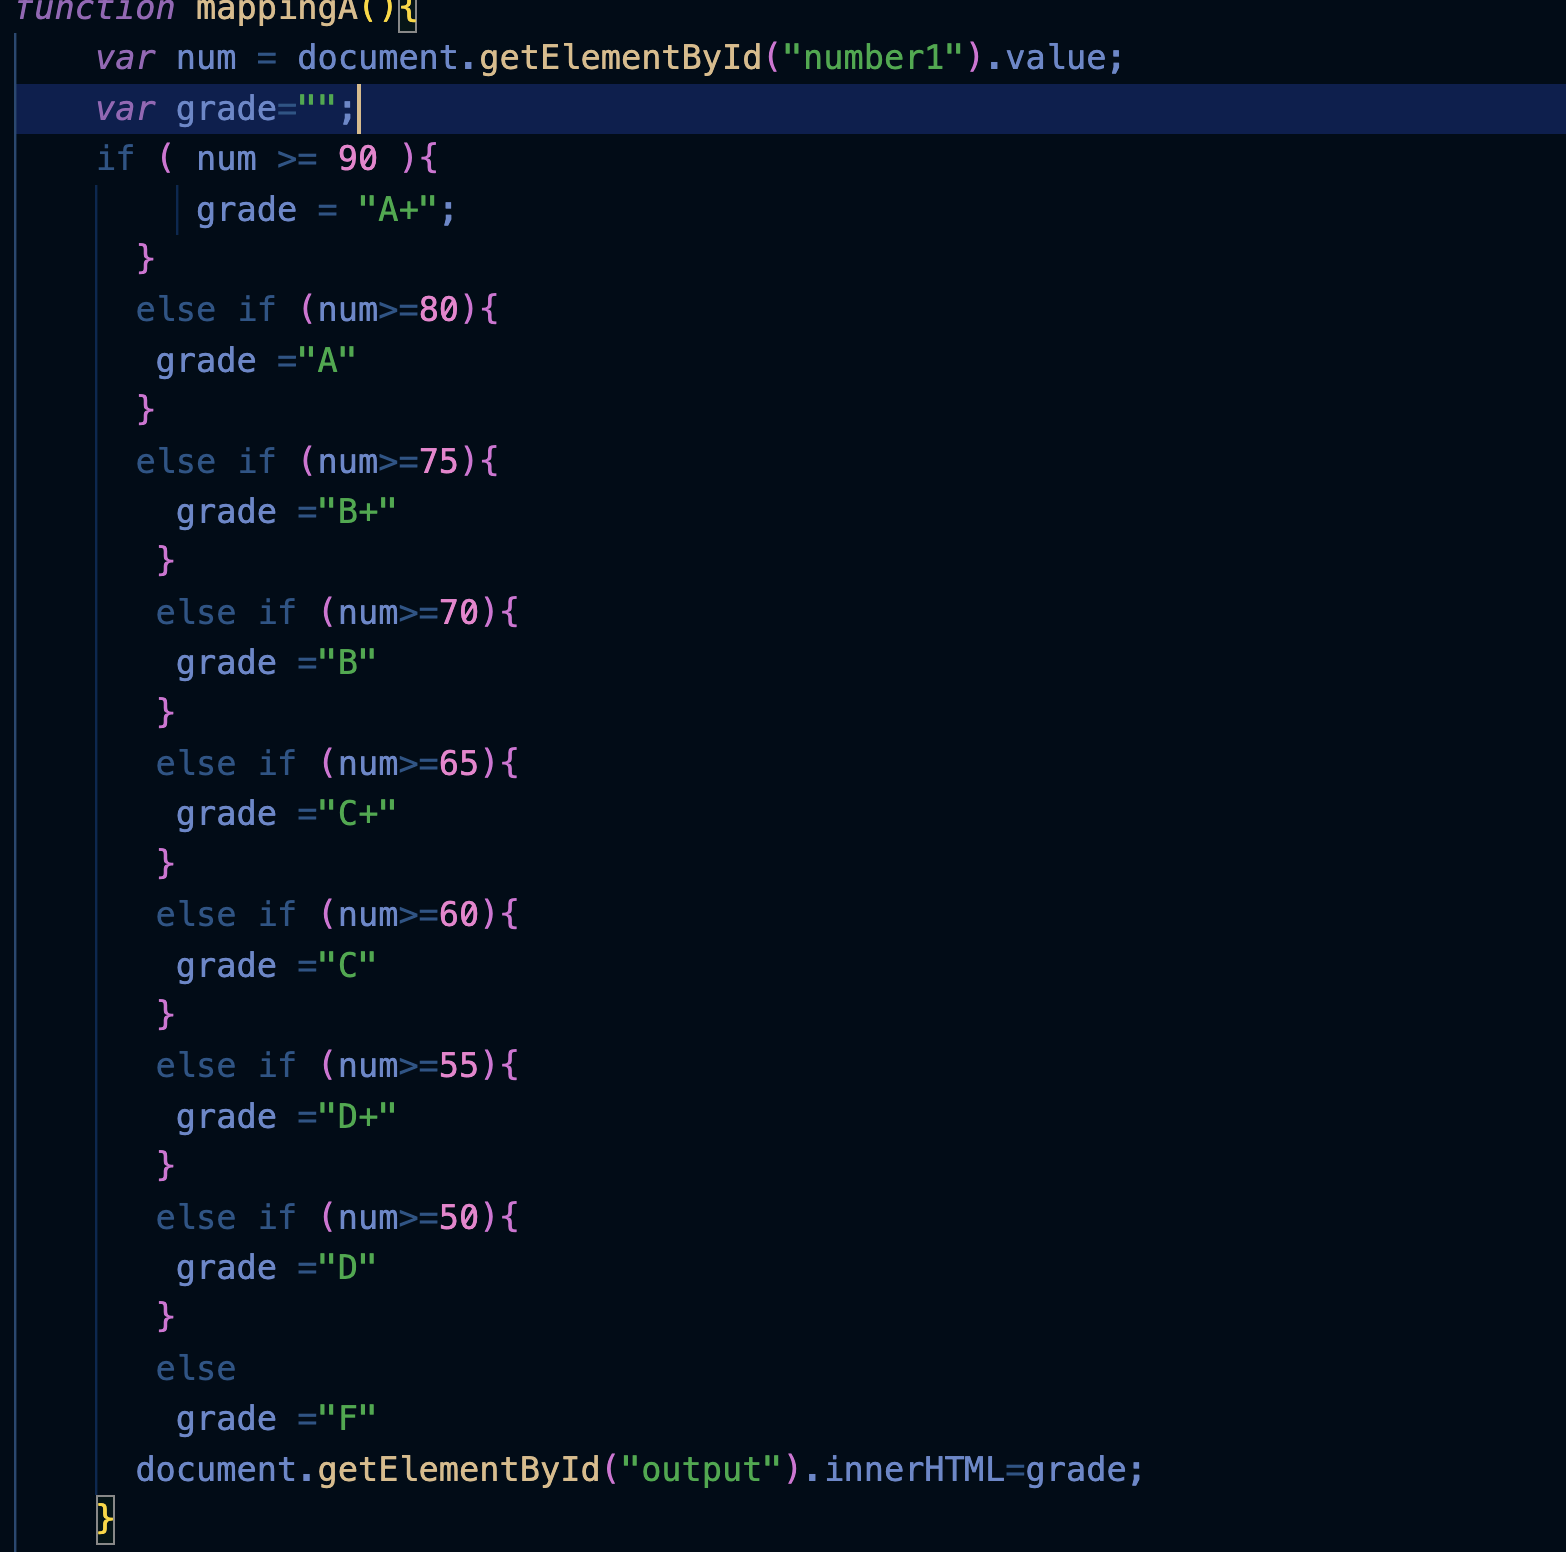 function mappingA(){
var num = document.getElementById("number1").value;
var grade="";
if ( num >= 90 ){
grade = "A+";
}
else if (num>=80){
grade ="A"
}
else if (num>=75){
grade ="B+"
}
else if (num>=70){
grade ="B"
}
else if (num>=65){
grade ="C+"
}
else if (num>=60){
grade ="C"
}
else if (num>=55){
grade ="D+"
}
else if (num>=50){
grade ="D"
}
else
grade ="F"
document.getElementById("output").innerHTML=grade;
}